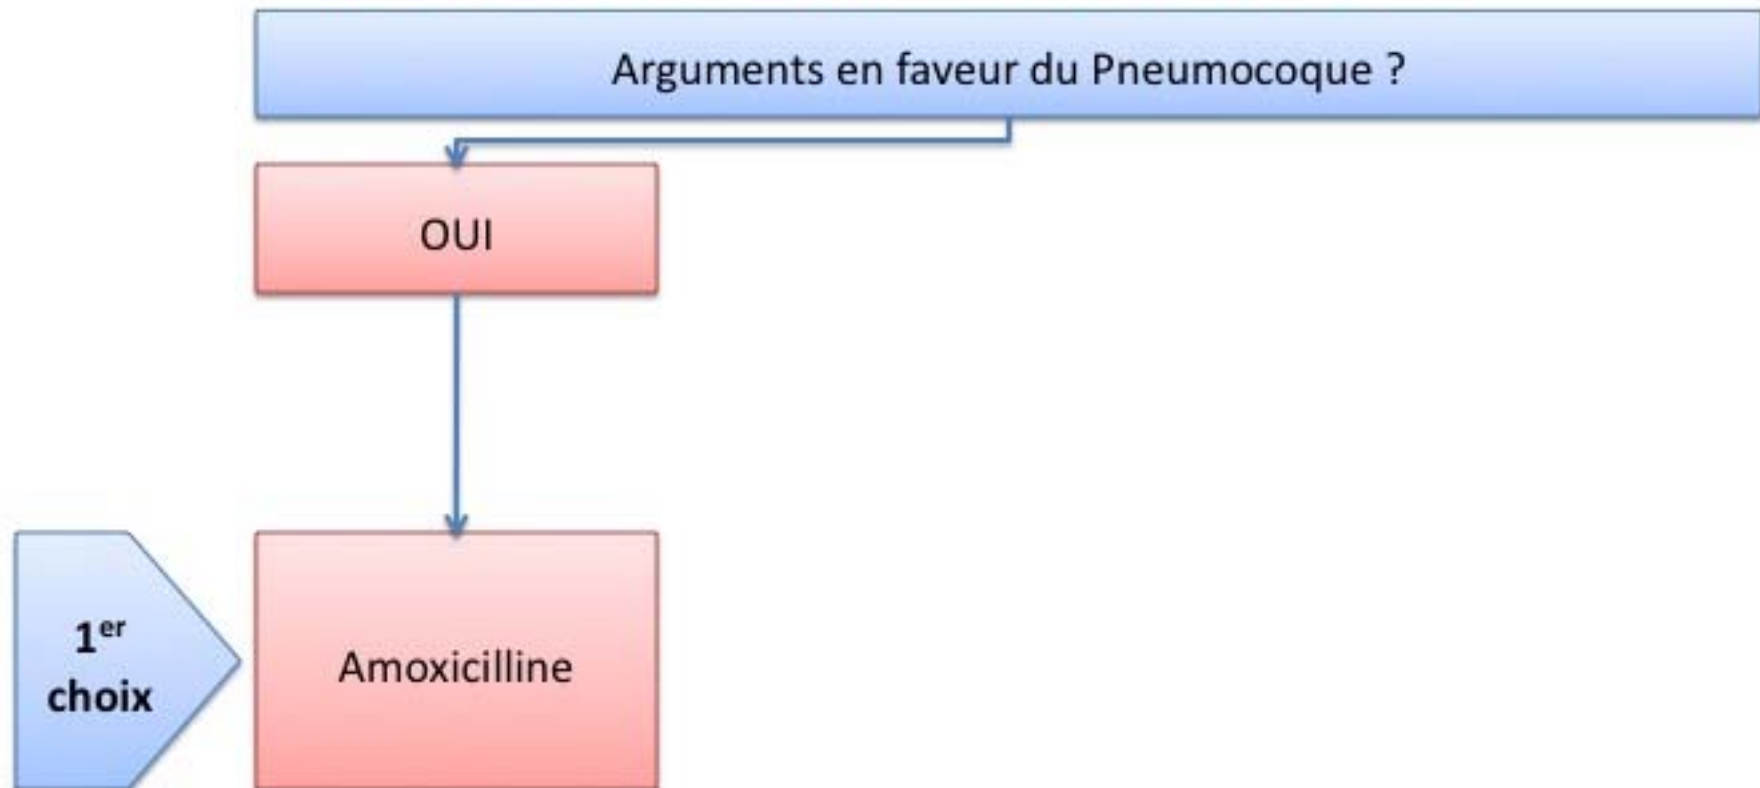 Arguments en faveur du Pneumocoque ?
OUI
1er
choix
Amoxicilline